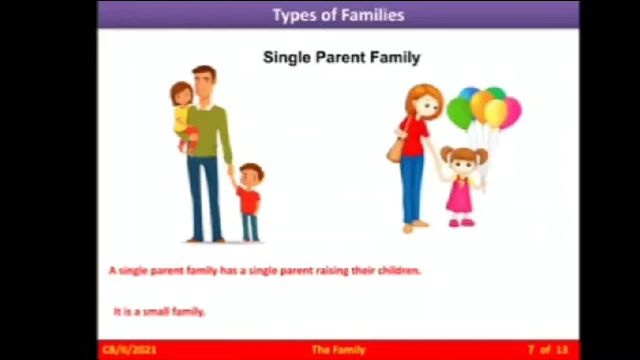 Types of Families
Single Parent Family
A single parent family has a single parent raising their children.
It is a small family.
CB/II/2021 The Family 7 of 13